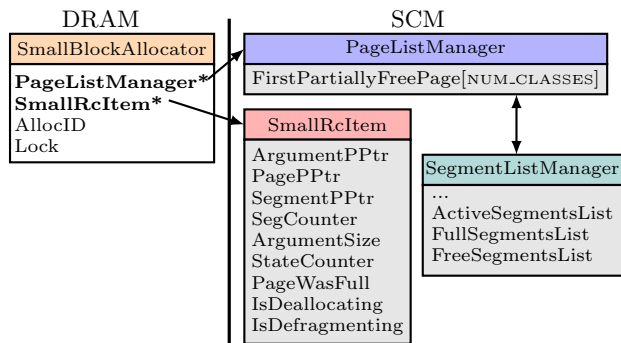 DRAM
SCM
SmallBlockAllocator
PageListManager*
SmallRcItem*
AllocID
Lock
PageListManager
FirstPartiallyFreePage[NUM_CLASSES]
SmallRcItem
ArgumentPPtr
PagePPtr
SegmentPPtr
SegCounter
ArgumentSize
StateCounter
PageWasFull
IsDeallocating
IsDefragmenting
SegmentListManager
...
ActiveSegmentsList
FullSegmentsList
FreeSegmentsList